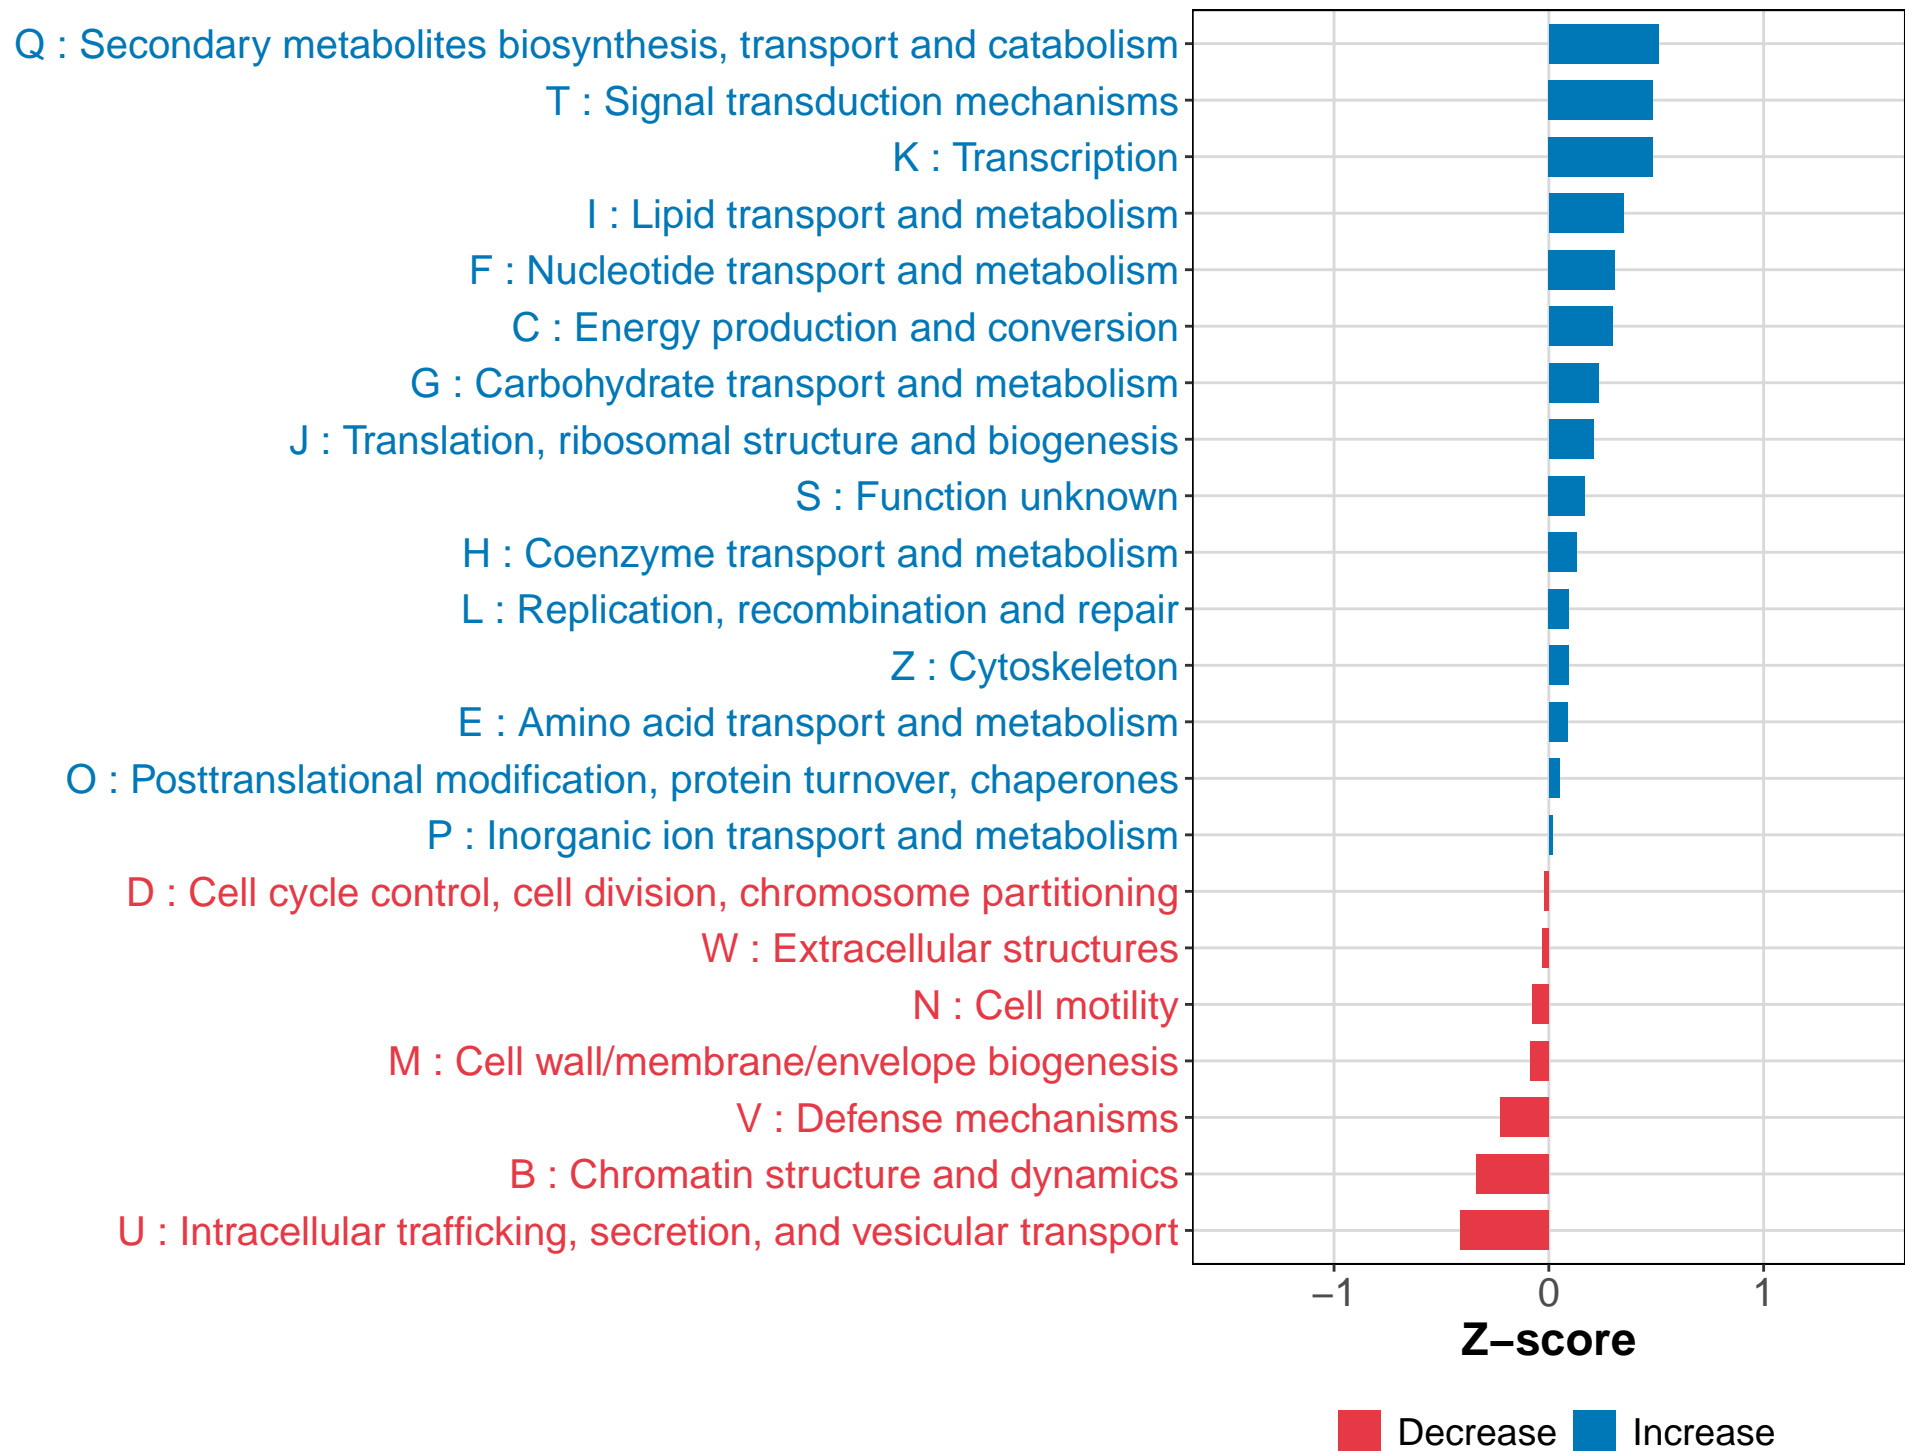 Q : Secondary metabolites biosynthesis, transport and catabolism
T : Signal transduction mechanisms
K : Transcription
I : Lipid transport and metabolism
F : Nucleotide transport and metabolism
C : Energy production and conversion
G : Carbohydrate transport and metabolism
J : Translation, ribosomal structure and biogenesis
S : Function unknown
H : Coenzyme transport and metabolism
L : Replication, recombination and repair
Z : Cytoskeleton
E : Amino acid transport and metabolism
O : Posttranslational modification, protein turnover, chaperones
P : Inorganic ion transport and metabolism
D : Cell cycle control, cell division, chromosome partitioning
W : Extracellular structures
N : Cell motility
M : Cell wall/membrane/envelope biogenesis
V : Defense mechanisms
B : Chromatin structure and dynamics
U : Intracellular trafficking, secretion, and vesicular transport
−1 0 1
Z−score
Decrease Increase